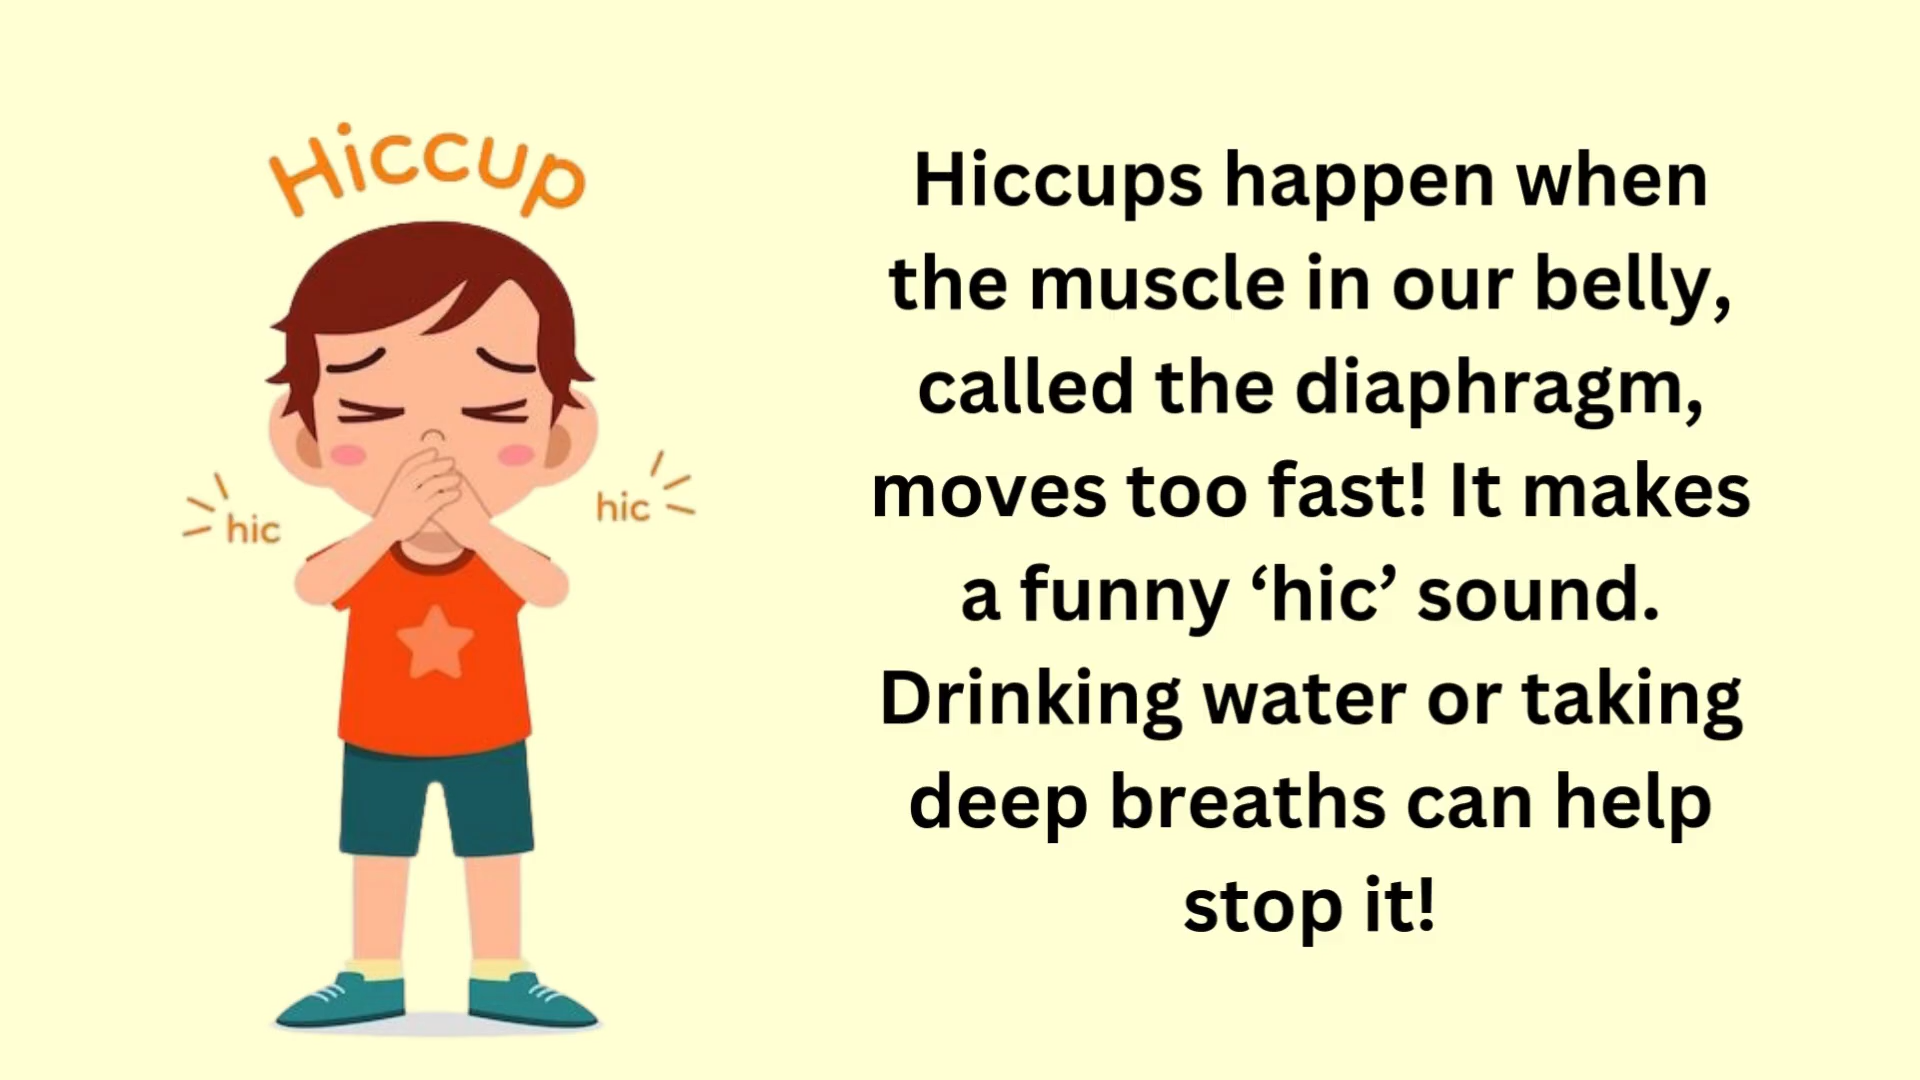 Hiccup
hic
hic
Hiccups happen when
the muscle in our belly,
called the diaphragm,
moves too fast! It makes
a funny ‘hic’ sound.
Drinking water or taking
deep breaths can help
stop it!